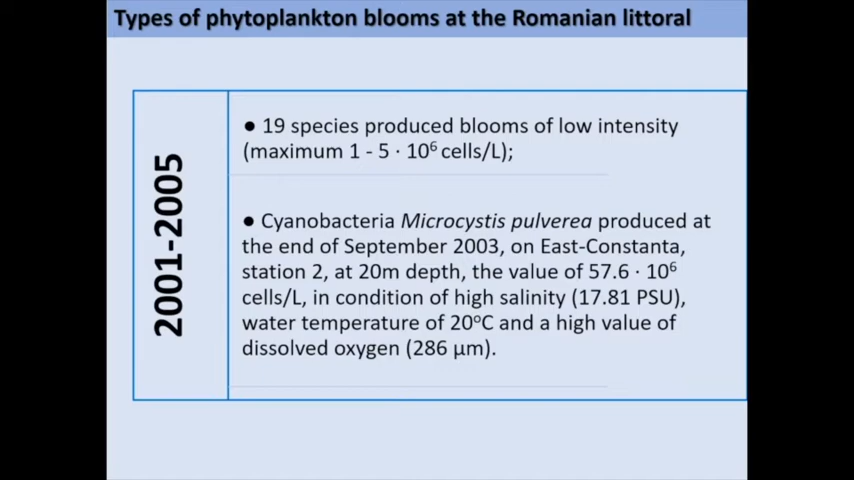 Types of phytoplankton blooms at the Romanian littoral
2001-2005
● 19 species produced blooms of low intensity
(maximum 1 - 5 · 10⁶ cells/L);
● Cyanobacteria Microcystis pulverea produced at
the end of September 2003, on East-Constanta,
station 2, at 20m depth, the value of 57.6 · 10⁶
cells/L, in condition of high salinity (17.81 PSU),
water temperature of 20°C and a high value of
dissolved oxygen (286 µm).